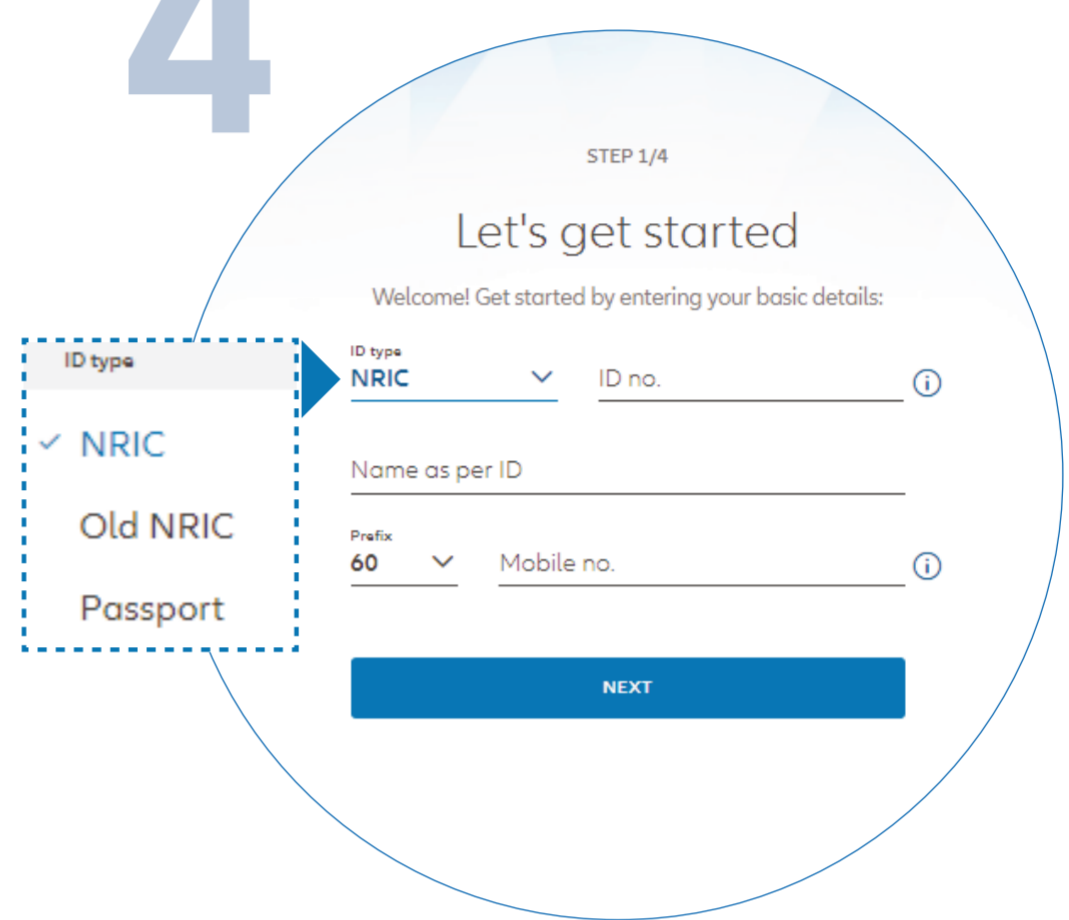 4
STEP 1/4
Let's get started
Welcome! Get started by entering your basic details:
ID type
NRIC
Old NRIC
Passport
ID type
NRIC ID no.
Name as per ID
Prefix
60 Mobile no.
NEXT